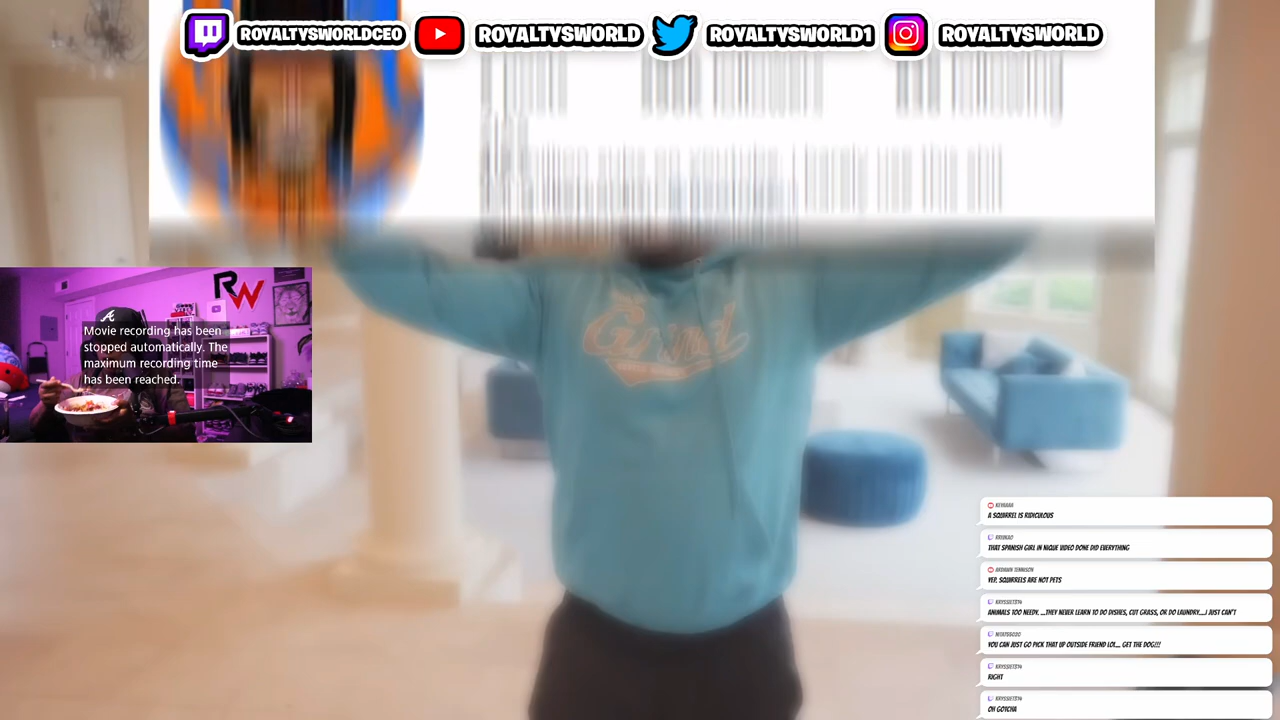 ROYALTYSWORLDCEO
ROYALTYSWORLD
ROYALTYSWORLD1
ROYALTYSWORLD
RW
A
Movie recording has been
stopped automatically. The
maximum recording time
has been reached.
A SQUIRREL IS RIDICULOUS
THAT SPANISH GIRL IN NIQUE VIDEO DONE DID EVERYTHING
YEP, SQUIRRELS ARE NOT PETS
KRYSSIET314
ANIMALS TOO NEEDY. ...THEY NEVER LEARN TO DO DISHES, CUT GRASS, OR DO LAUNDRY....I JUST CAN'T
YOU CAN JUST GO PICK THAT UP OUTSIDE FRIEND LOL... GET THE DOG!!!
KRYSSIET314
RIGHT
KRYSSIET314
OH GOTCHA